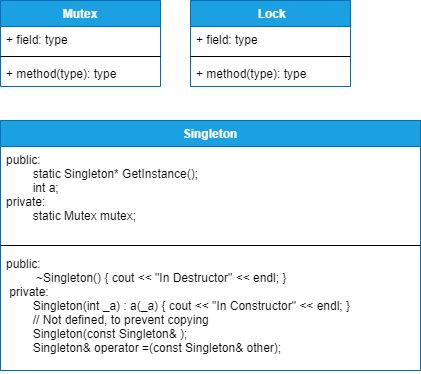 Mutex
+ field: type
+ method(type): type
Lock
+ field: type
+ method(type): type
Singleton
public:
static Singleton* GetInstance();
int a;
private:
static Mutex mutex;
public:
~Singleton() { cout << "In Destructor" << endl; }
private:
Singleton(int _a) : a(_a) { cout << "In Constructor" << endl; }
// Not defined, to prevent copying
Singleton(const Singleton& );
Singleton& operator =(const Singleton& other);